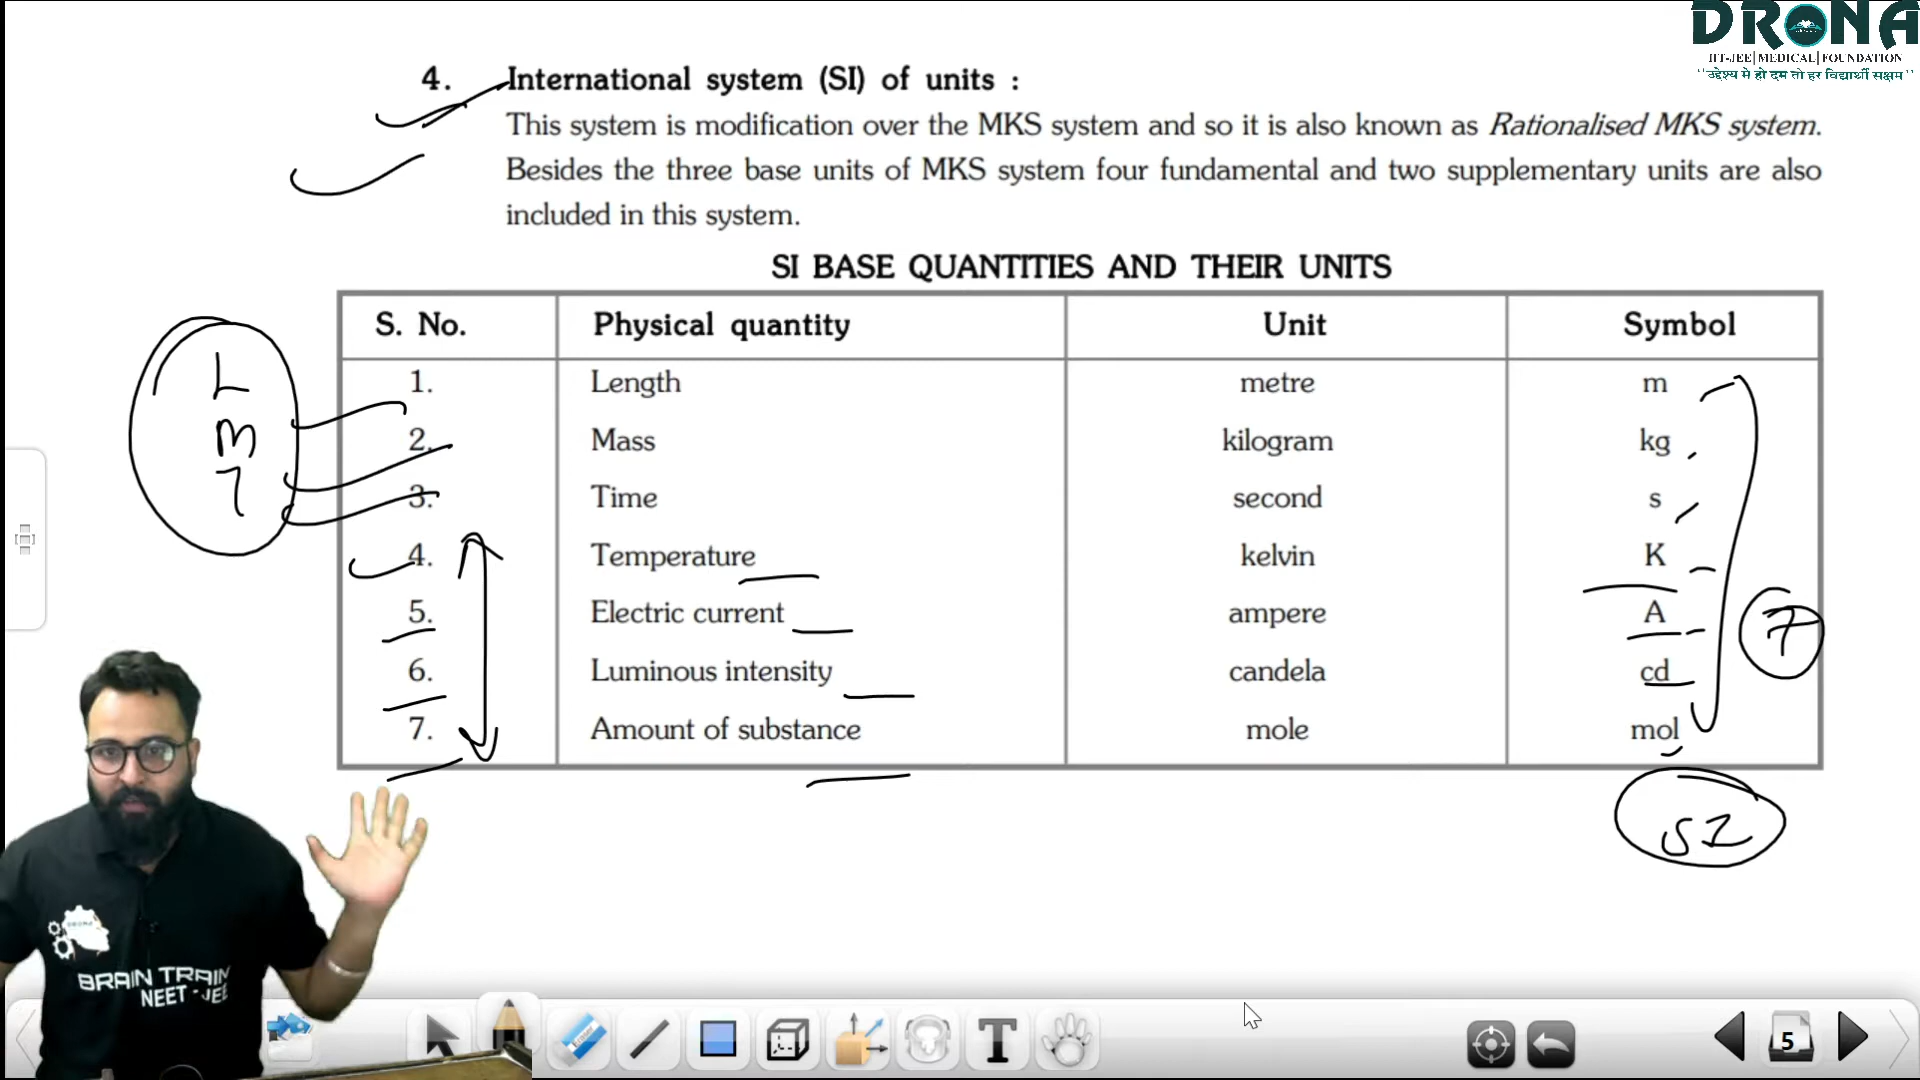 DRONA
IIT-JEE|MEDICAL|FOUNDATION
"उद्देश्य मे हो दम तो हर विद्यार्थी सक्षम"
4. International system (SI) of units :
This system is modification over the MKS system and so it is also known as Rationalised MKS system.
Besides the three base units of MKS system four fundamental and two supplementary units are also
included in this system.
SI BASE QUANTITIES AND THEIR UNITS
S. No. Physical quantity Unit Symbol
1. Length metre m
2. Mass kilogram kg
3. Time second s
4. Temperature kelvin K
5. Electric current ampere A
6. Luminous intensity candela cd
7. Amount of substance mole mol
L
M
T
7
SI
BRAIN TRAIN
NEET - JEE
T
5